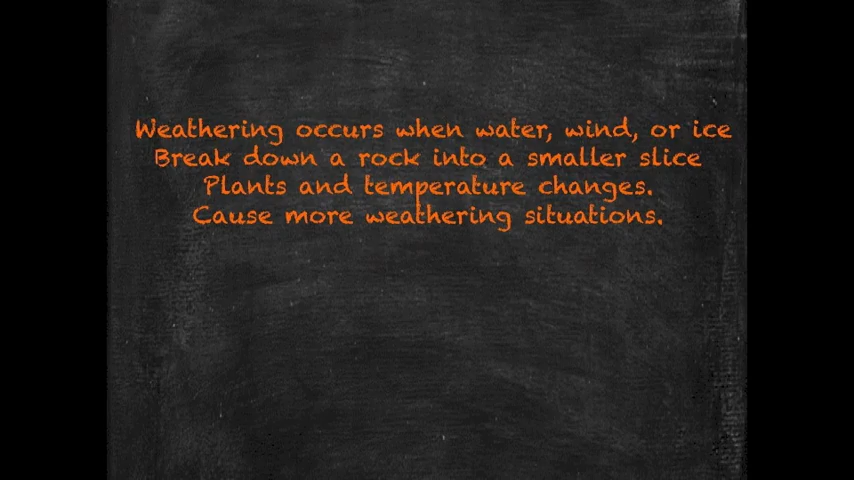 Weathering occurs when water, wind, or ice
Break down a rock into a smaller slice
Plants and temperature changes.
Cause more weathering situations.